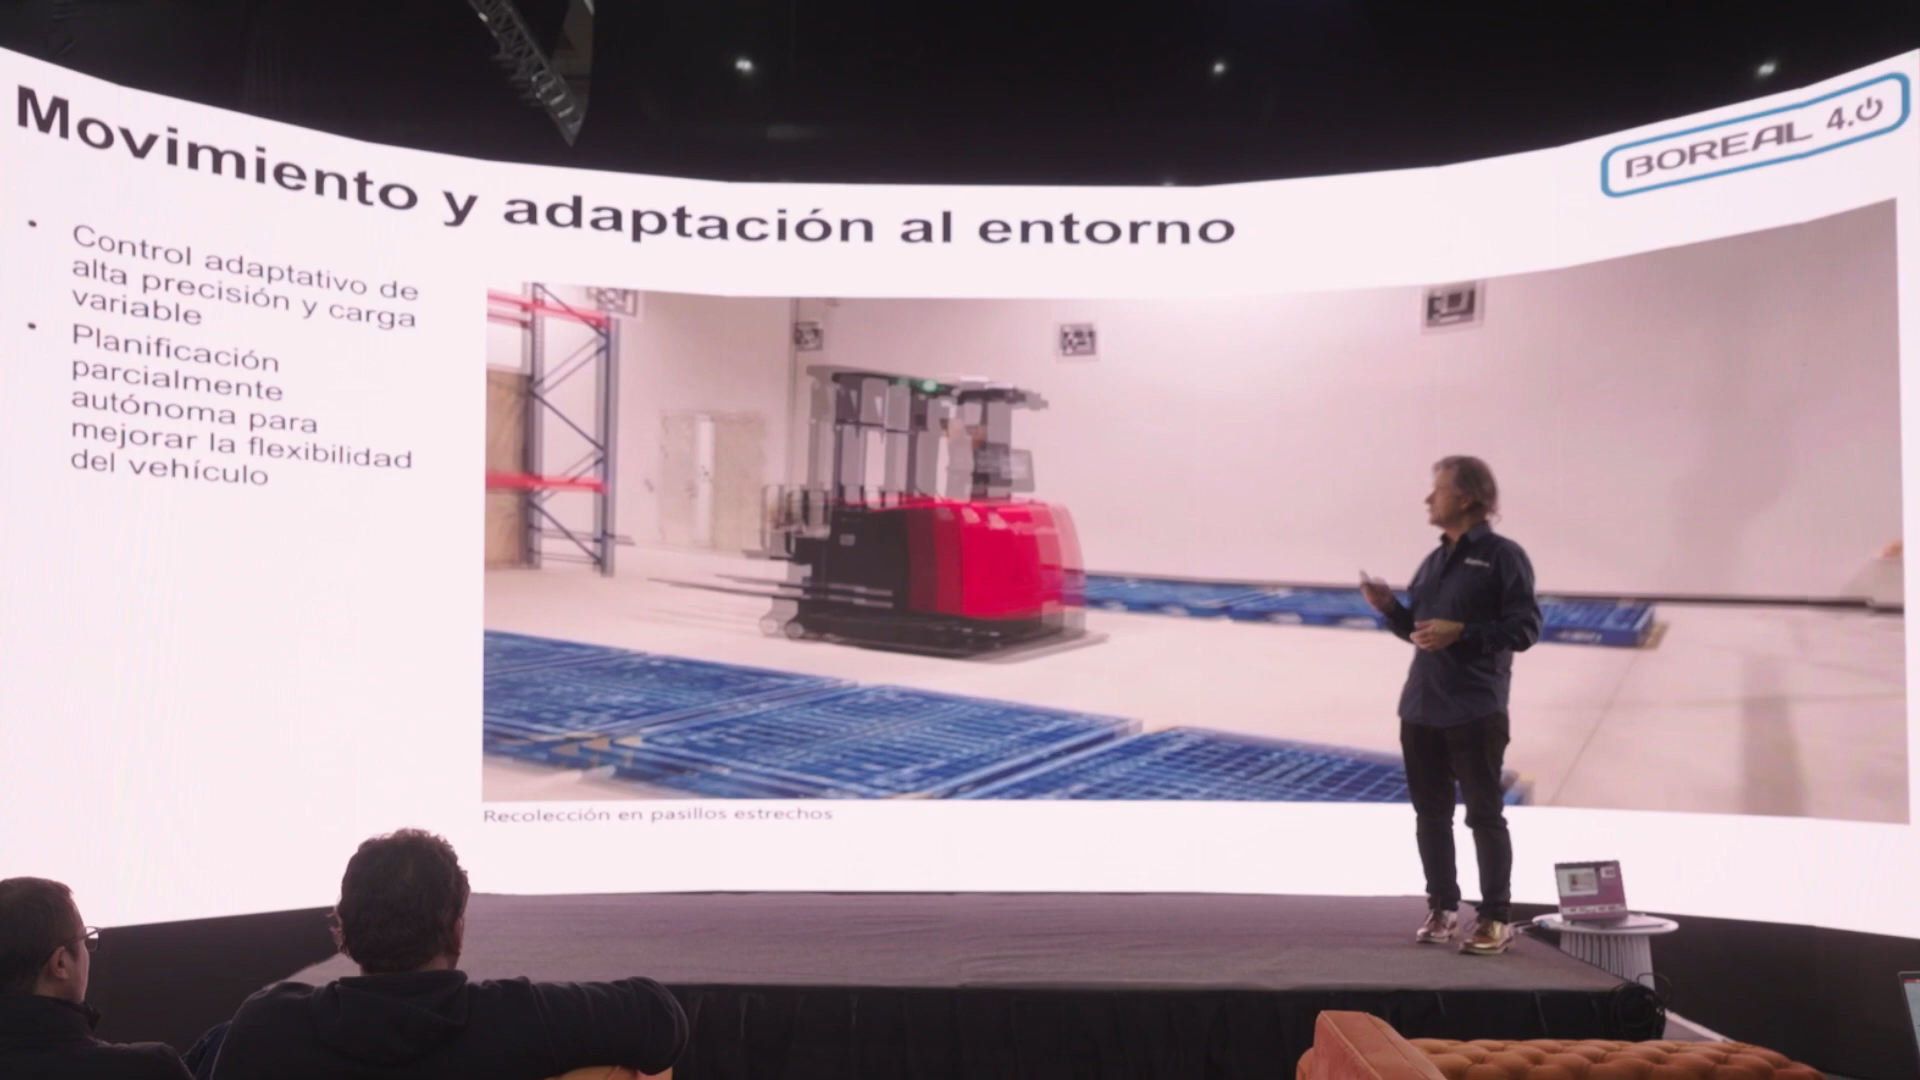 Movimiento y adaptación al entorno
BOREAL 4.0
• Control adaptativo de
alta precisión y carga
variable
• Planificación
parcialmente
autónoma para
mejorar la flexibilidad
del vehículo
Recolección en pasillos estrechos